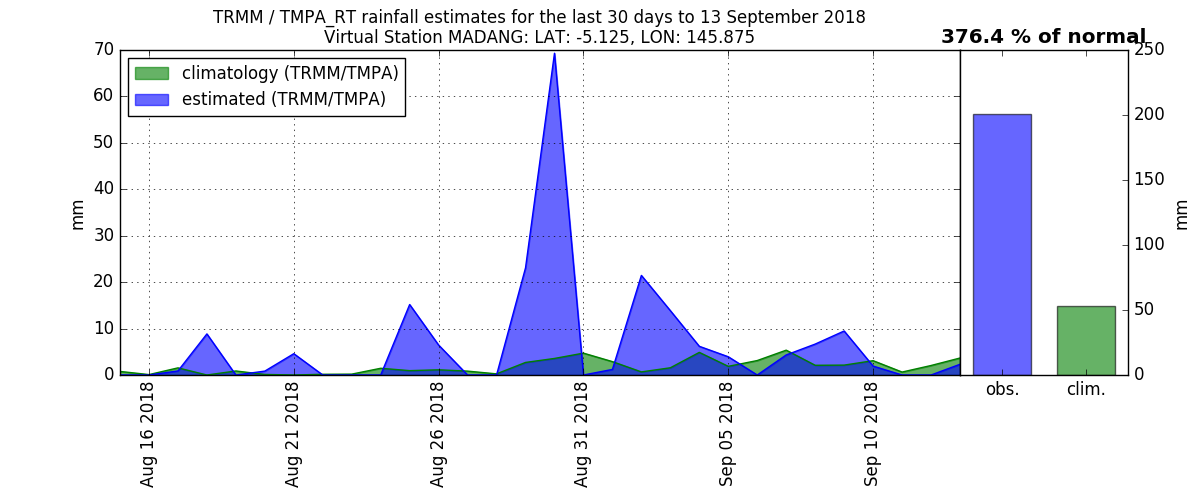 TRMM / TMPA_RT rainfall estimates for the last 30 days to 13 September 2018
Virtual Station MADANG: LAT: -5.125, LON: 145.875
376.4 % of normal
climatology (TRMM/TMPA)
estimated (TRMM/TMPA)
mm
70
60
50
40
30
20
10
0
Aug 16 2018
Aug 21 2018
Aug 26 2018
Aug 31 2018
Sep 05 2018
Sep 10 2018
250
200
150
100
50
0
mm
obs.
clim.